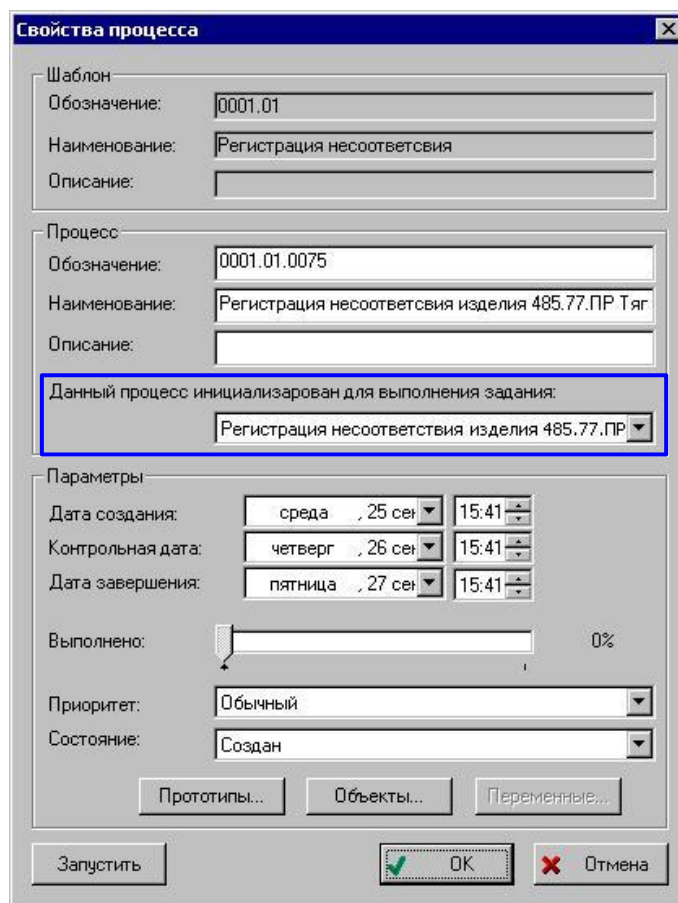 Свойства процесса
Шаблон
Обозначение: 0001.01
Наименование: Регистрация несоответсвия
Описание:
Процесс
Обозначение: 0001.01.0075
Наименование: Регистрация несоответсвия изделия 485.77.ПР Тяг
Описание:
Данный процесс инициализарован для выполнения задания:
Регистрация несоответствия изделия 485.77.ПР
Параметры
Дата создания: среда , 25 сен 15:41
Контрольная дата: четверг , 26 сен 15:41
Дата завершения: пятница , 27 сен 15:41
Выполнено: 0%
Приоритет: Обычный
Состояние: Создан
Прототипы... Объекты... Переменные...
Запустить OK Отмена